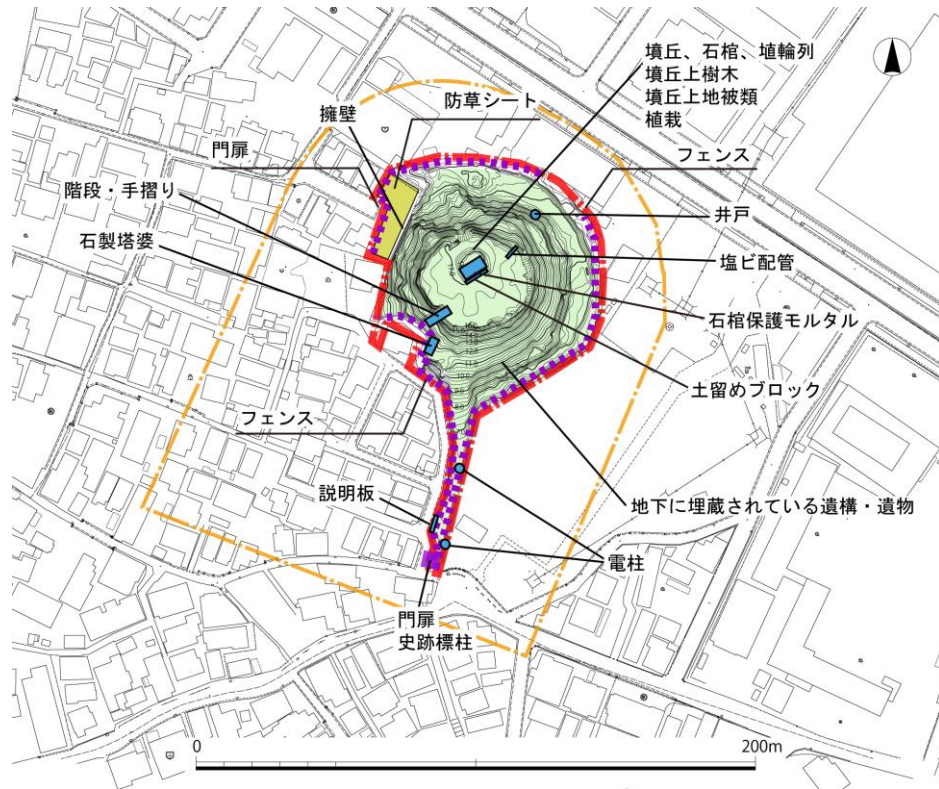 墳丘、石棺、埴輪列
墳丘上樹木
墳丘上地被類
植栽
防草シート
擁壁
門扉
フェンス
階段・手摺り
井戸
石製塔婆
塩ビ配管
石棺保護モルタル
土留めブロック
フェンス
説明板
地下に埋蔵されている遺構・遺物
電柱
門扉
史跡標柱
0
200m